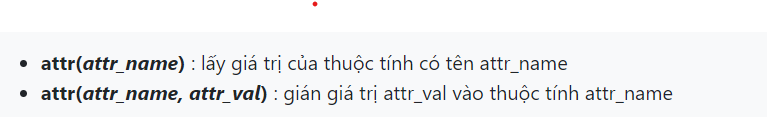 • attr(attr_name) : lấy giá trị của thuộc tính có tên attr_name
• attr(attr_name, attr_val) : gián giá trị attr_val vào thuộc tính attr_name